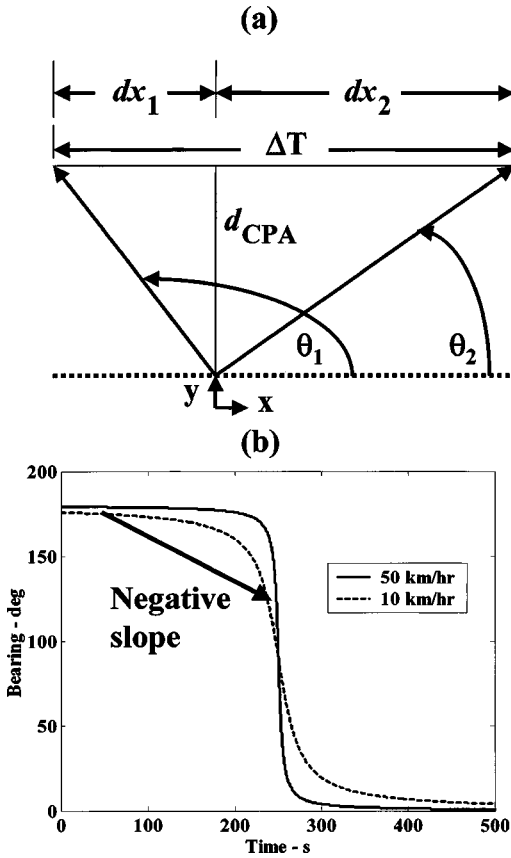 (a)
dx1 dx2
ΔT
dCPA
θ1 θ2
y x
(b)
200
150
100
50
0
Bearing - deg
Negative
slope
50 km/hr
10 km/hr
0 100 200 300 400 500
Time - s